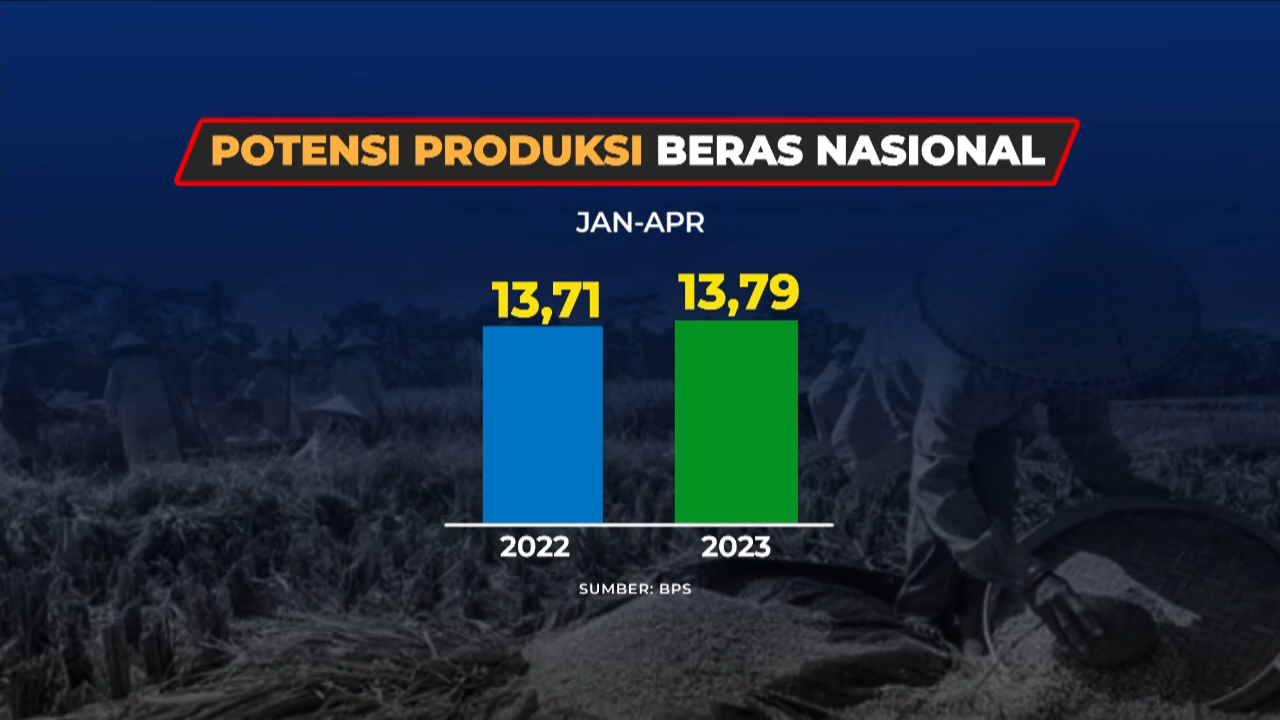 POTENSI PRODUKSI BERAS NASIONAL
JAN-APR
13,71 13,79
2022 2023
SUMBER: BPS